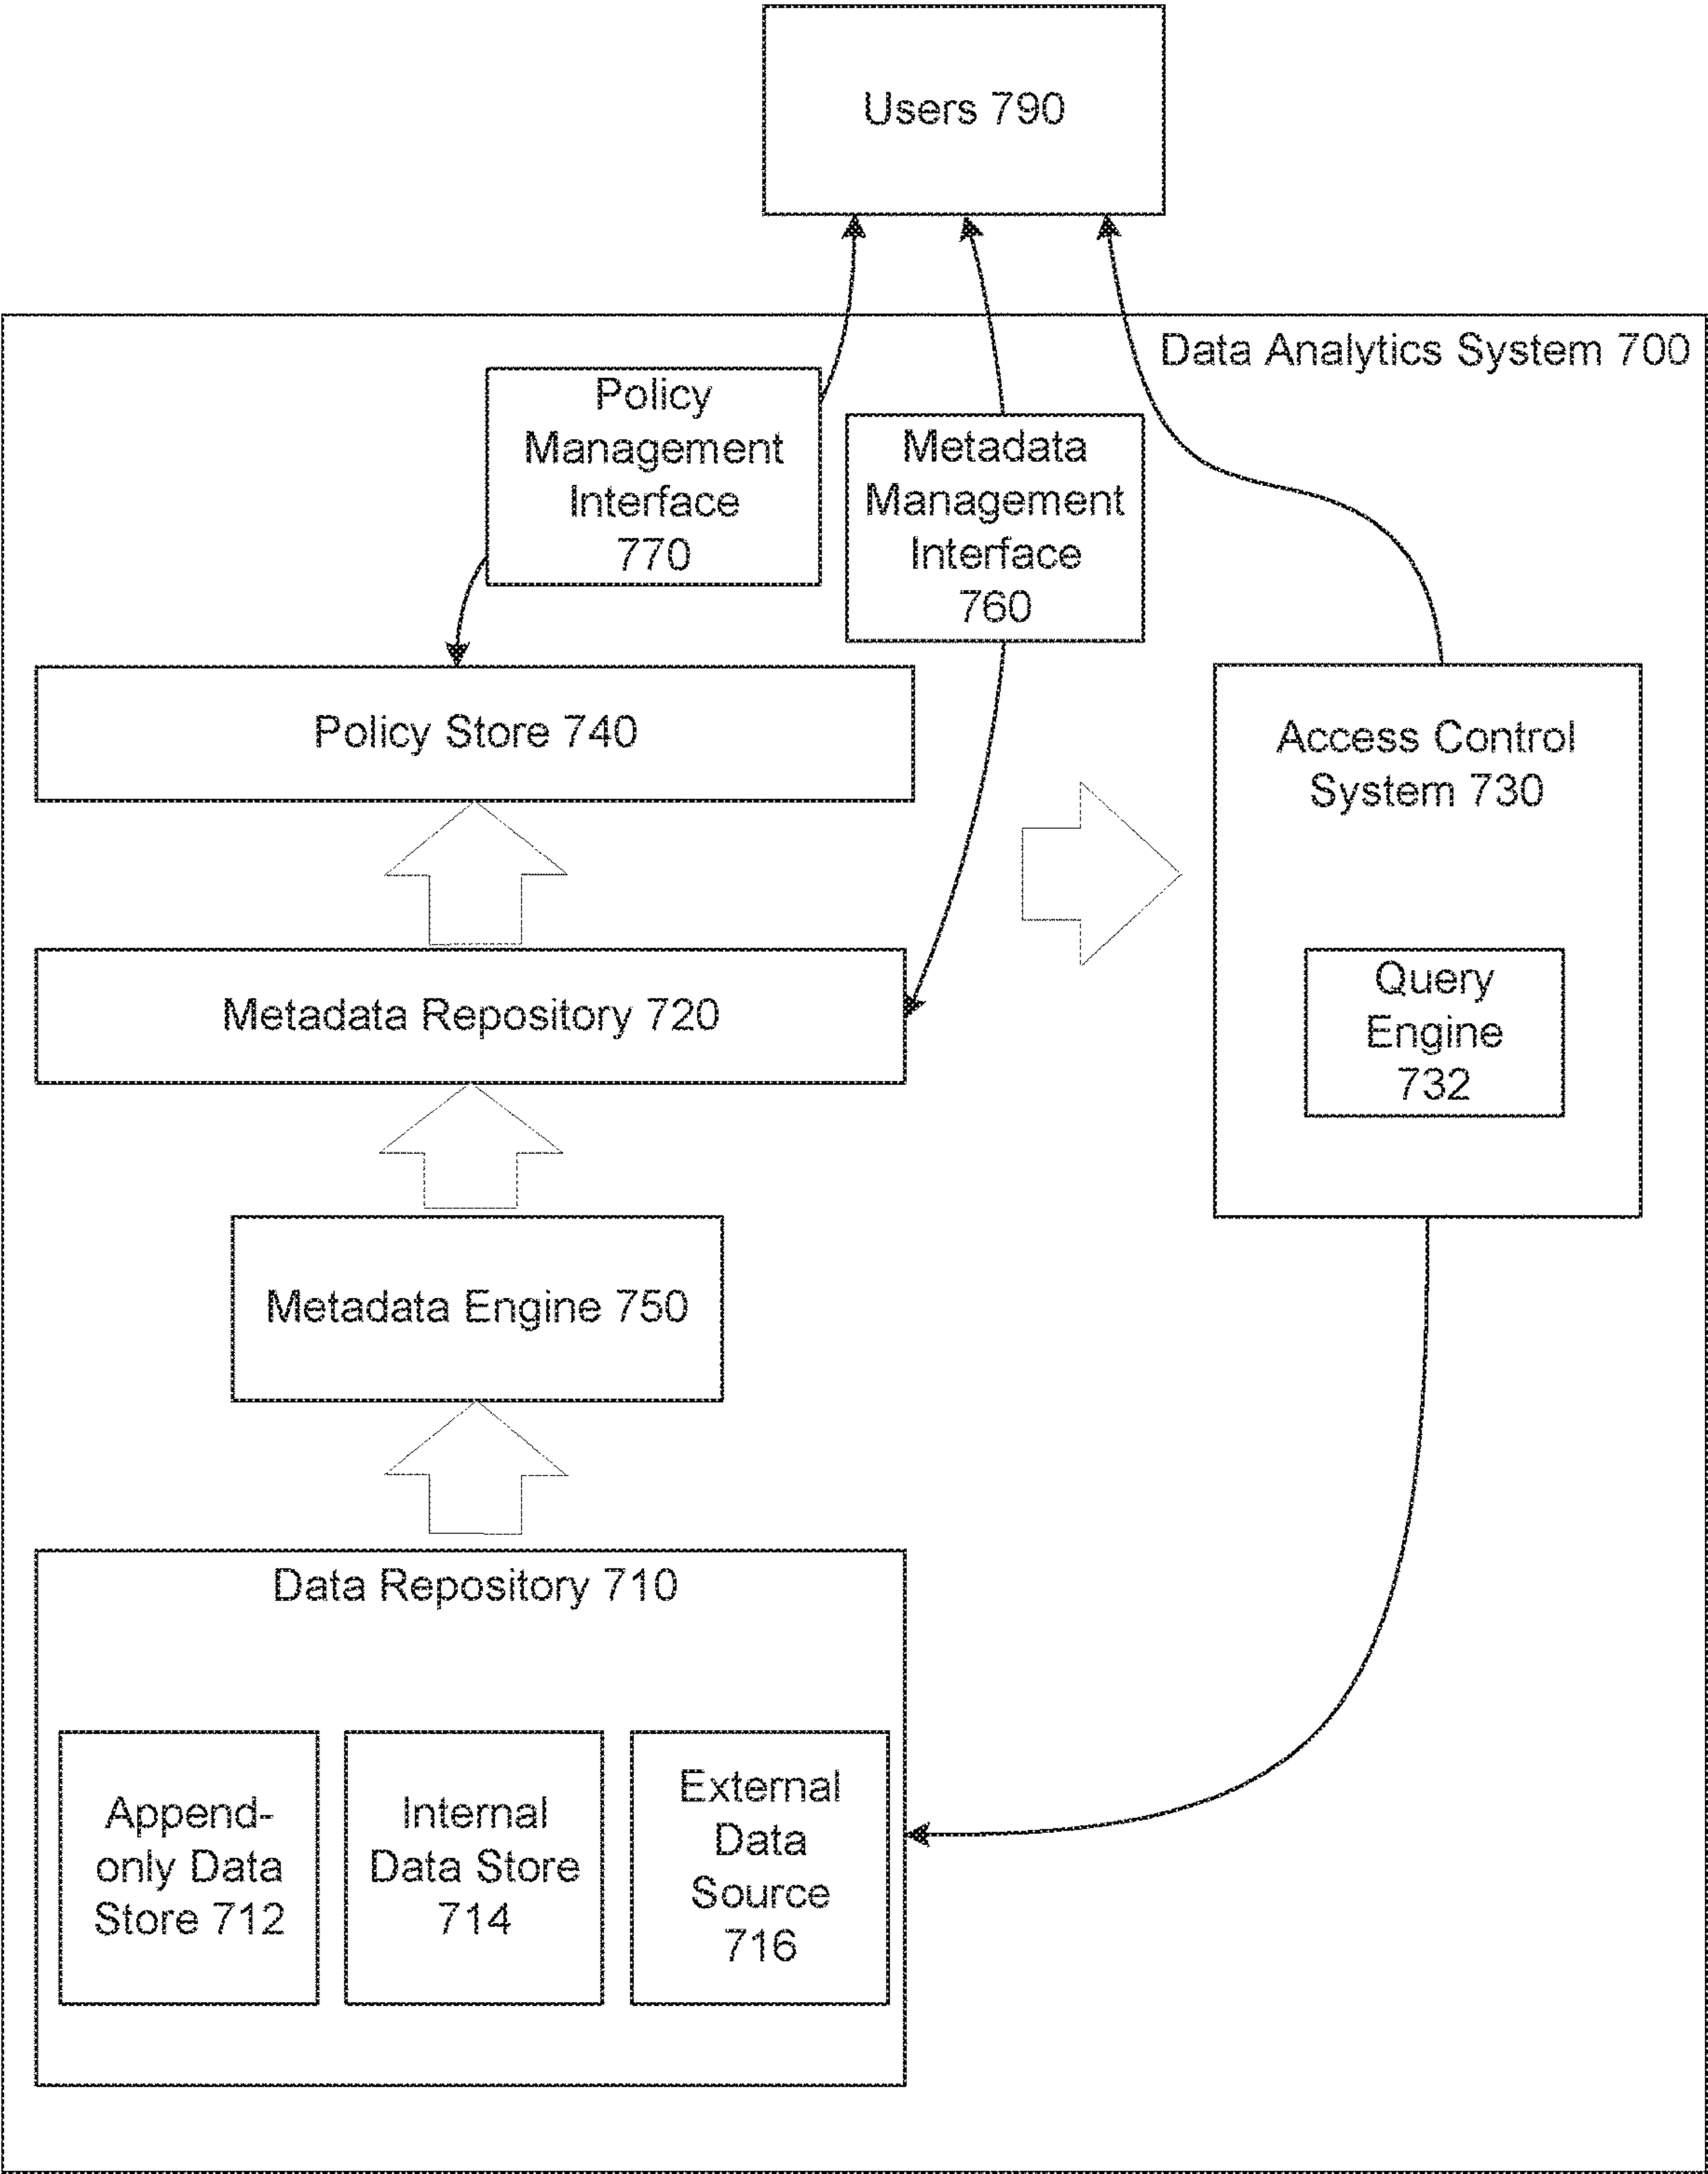 Users 790
Data Analytics System 700
Policy
Management
Interface
770
Metadata
Management
Interface
760
Policy Store 740
Access Control
System 730
Metadata Repository 720
Query
Engine
732
Metadata Engine 750
Data Repository 710
Append-
only Data
Store 712
Internal
Data Store
714
External
Data
Source
716